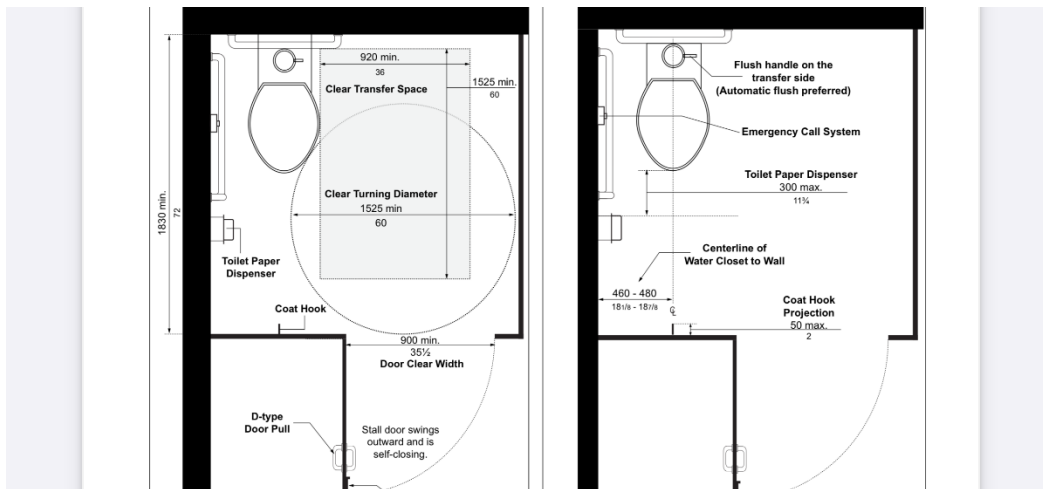 920 min.
36
1525 min.
60
Clear Transfer Space
1830 min.
72
Clear Turning Diameter
1525 min
60
Toilet Paper
Dispenser
Coat Hook
900 min.
35½
Door Clear Width
D-type
Door Pull
Stall door swings
outward and is
self-closing.
Flush handle on the
transfer side
(Automatic flush preferred)
Emergency Call System
Toilet Paper Dispenser
300 max.
11¾
Centerline of
Water Closet to Wall
460 - 480
181/8 - 187/8
℄
Coat Hook
Projection
50 max.
2